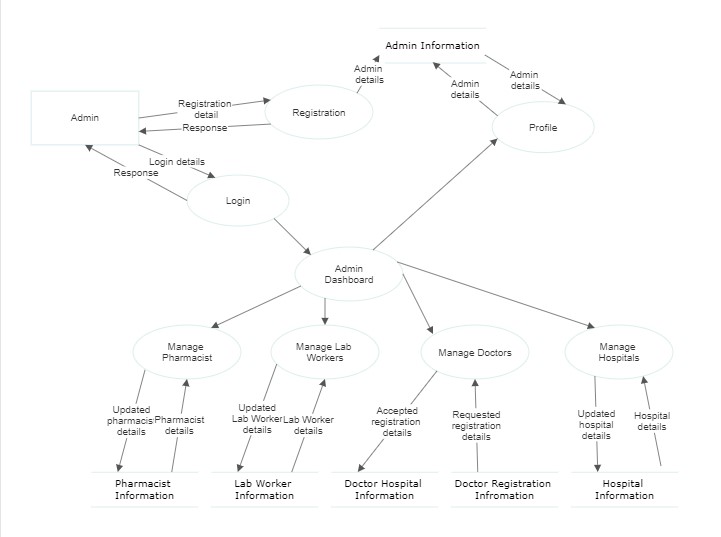 Admin Information
Admin
details
Admin
details
Admin
details
Admin
Registration
detail
Response
Registration
Profile
Login details
Response
Login
Admin
Dashboard
Manage
Pharmacist
Manage Lab
Workers
Manage Doctors
Manage
Hospitals
Updated
pharmacis
details
Pharmacist
details
Updated
Lab Worker
details
Lab Worker
details
Accepted
registration
details
Requested
registration
details
Updated
hospital
details
Hospital
details
Pharmacist
Information
Lab Worker
Information
Doctor Hospital
Information
Doctor Registration
Infromation
Hospital
Information